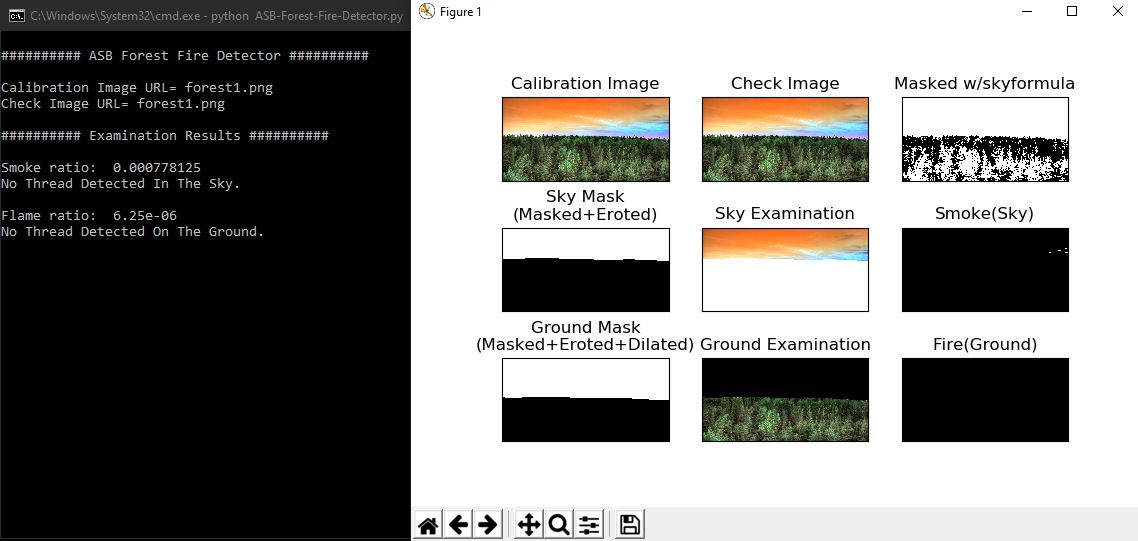 C:\Windows\System32\cmd.exe - python  ASB-Forest-Fire-Detector.py
########## ASB Forest Fire Detector ##########
Calibration Image URL= forest1.png
Check Image URL= forest1.png
########## Examination Results ##########
Smoke ratio:  0.000778125
No Thread Detected In The Sky.
Flame ratio:  6.25e-06
No Thread Detected On The Ground.
Figure 1
Calibration Image
Check Image
Masked w/skyformula
Sky Mask
(Masked+Eroted)
Sky Examination
Smoke(Sky)
Ground Mask
(Masked+Eroted+Dilated)
Ground Examination
Fire(Ground)